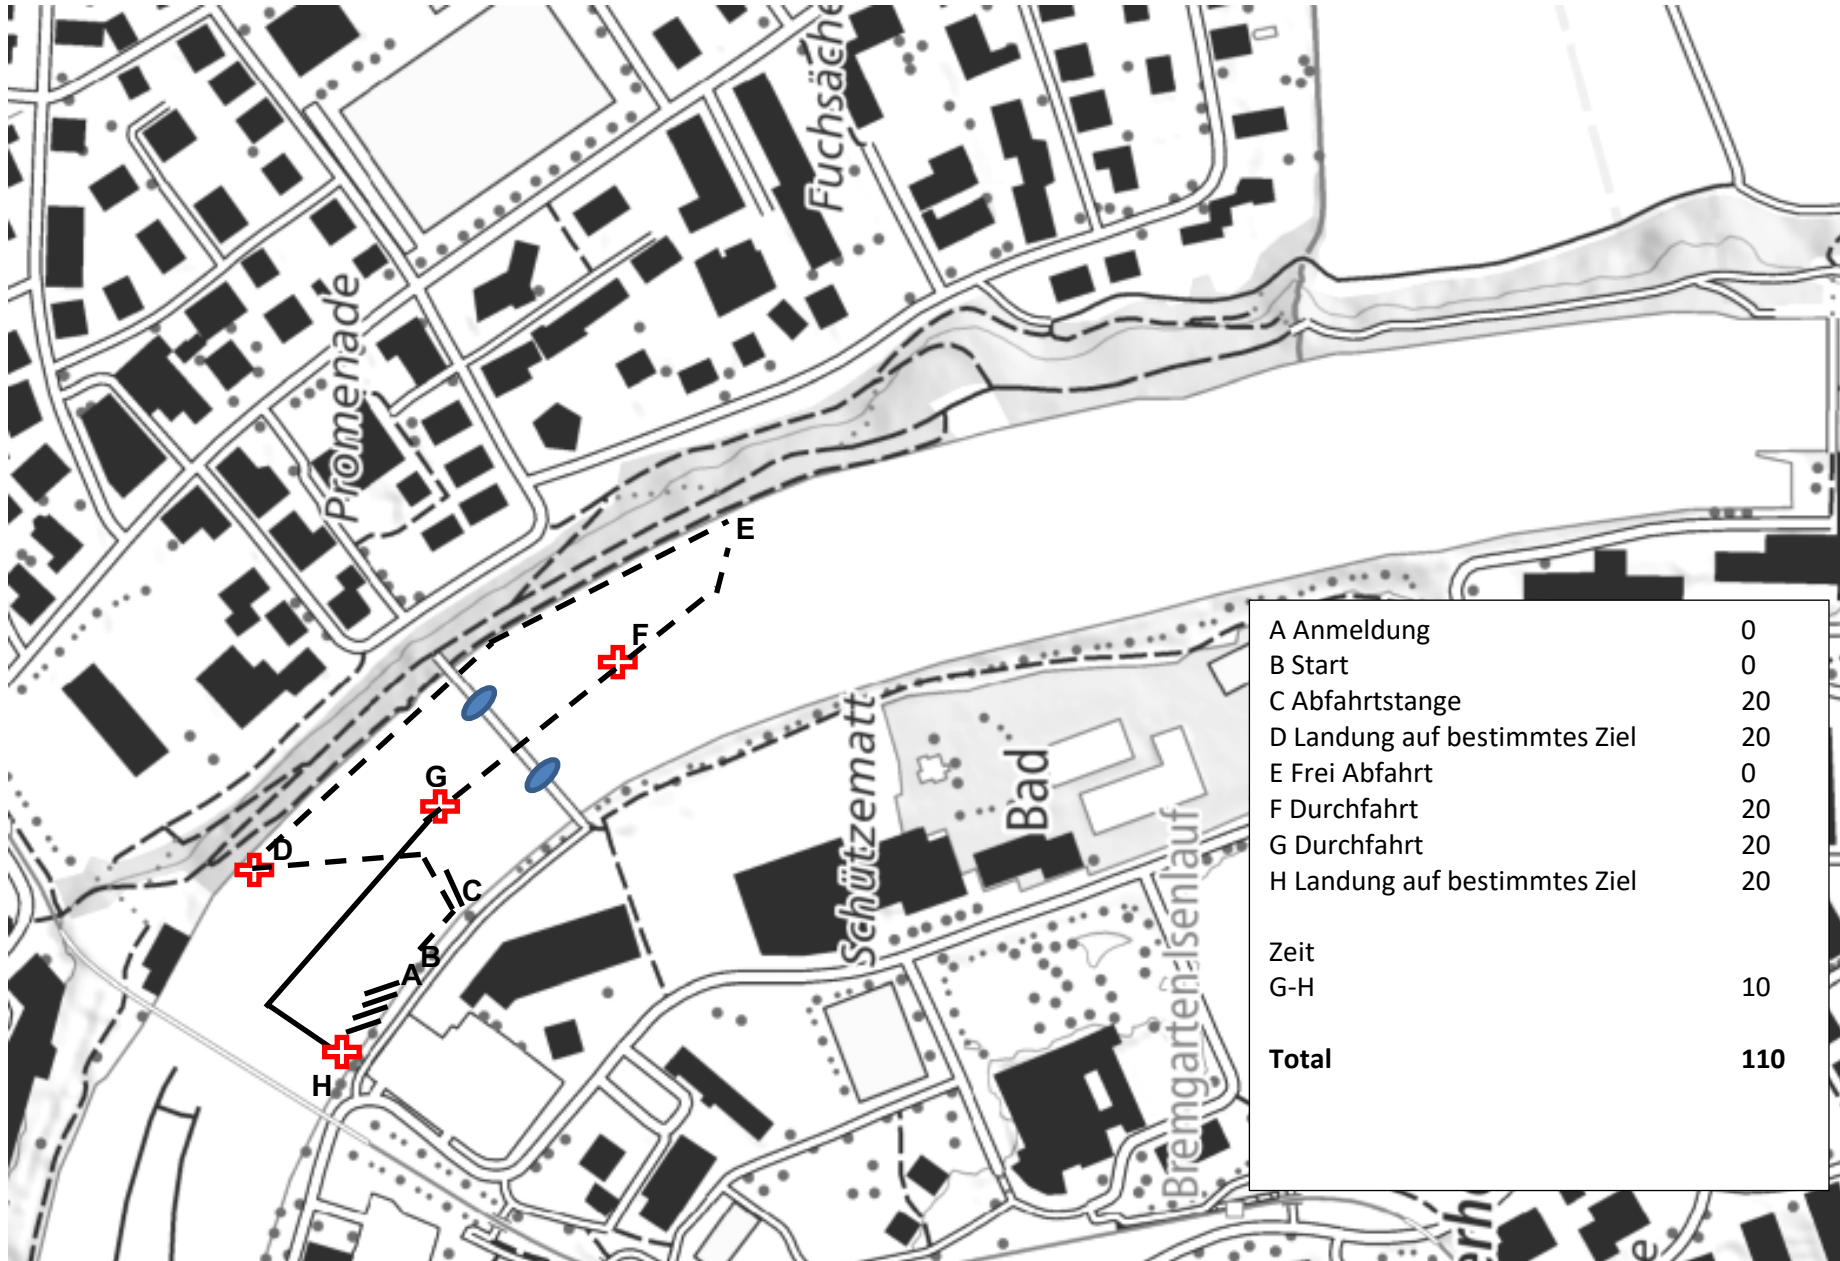 Fuchsäche
Promenade
E
F
G
D
C
B
A
H
Schützematt
Bad
Bremgarten-Isenlauf
A Anmeldung 0
B Start 0
C Abfahrtstange 20
D Landung auf bestimmtes Ziel 20
E Frei Abfahrt 0
F Durchfahrt 20
G Durchfahrt 20
H Landung auf bestimmtes Ziel 20
Zeit
G-H 10
Total 110